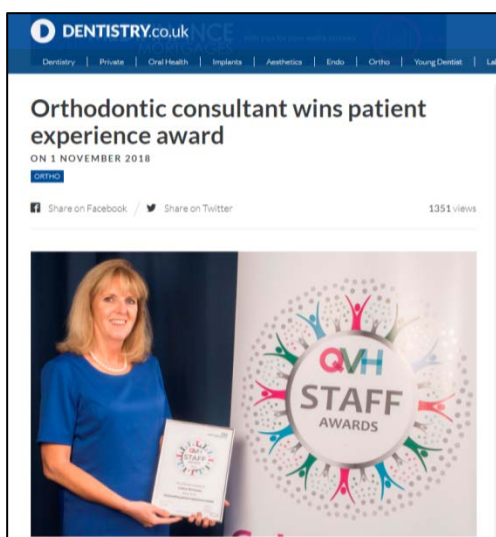 DENTISTRY.co.uk
Dentistry | Private | Oral Health | Implants | Aesthetics | Endo | Ortho | Young Dentist |
Orthodontic consultant wins patient
experience award
ON 1 NOVEMBER 2018
ORTHO
Share on Facebook / Share on Twitter 1351 views
QVH
STAFF
AWARDS
QVH
STAFF